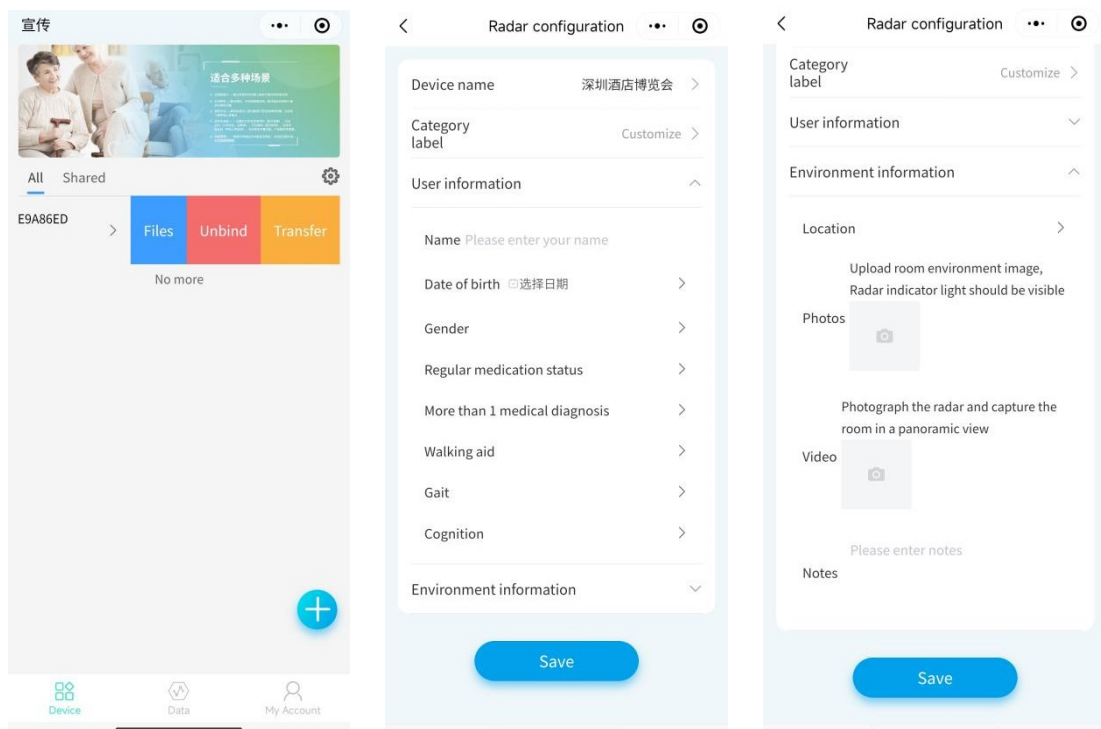 宣传
适合多种场景
All Shared
E9A86ED
Files Unbind Transfer
No more
Device Data My Account
Radar configuration
Device name 深圳酒店博览会
Category
label
Customize
User information
Name Please enter your name
Date of birth 选择日期
Gender
Regular medication status
More than 1 medical diagnosis
Walking aid
Gait
Cognition
Environment information
Save
Radar configuration
Category
label
Customize
User information
Environment information
Location
Upload room environment image,
Radar indicator light should be visible
Photos
Photograph the radar and capture the
room in a panoramic view
Video
Please enter notes
Notes
Save